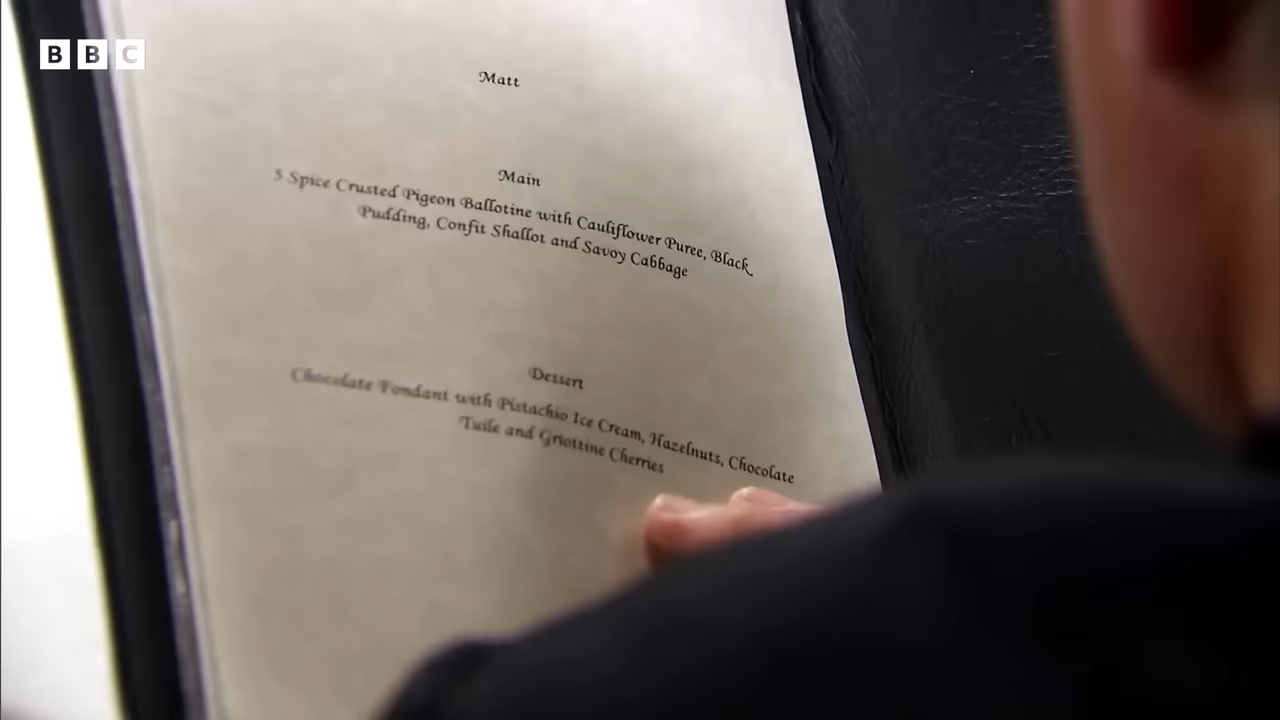 BBC
Matt
Main
5 Spice Crusted Pigeon Ballotine with Cauliflower Puree, Black
Pudding, Confit Shallot and Savoy Cabbage
Dessert
Chocolate Fondant with Pistachio Ice Cream, Hazelnuts, Chocolate
Tuile and Griottine Cherries